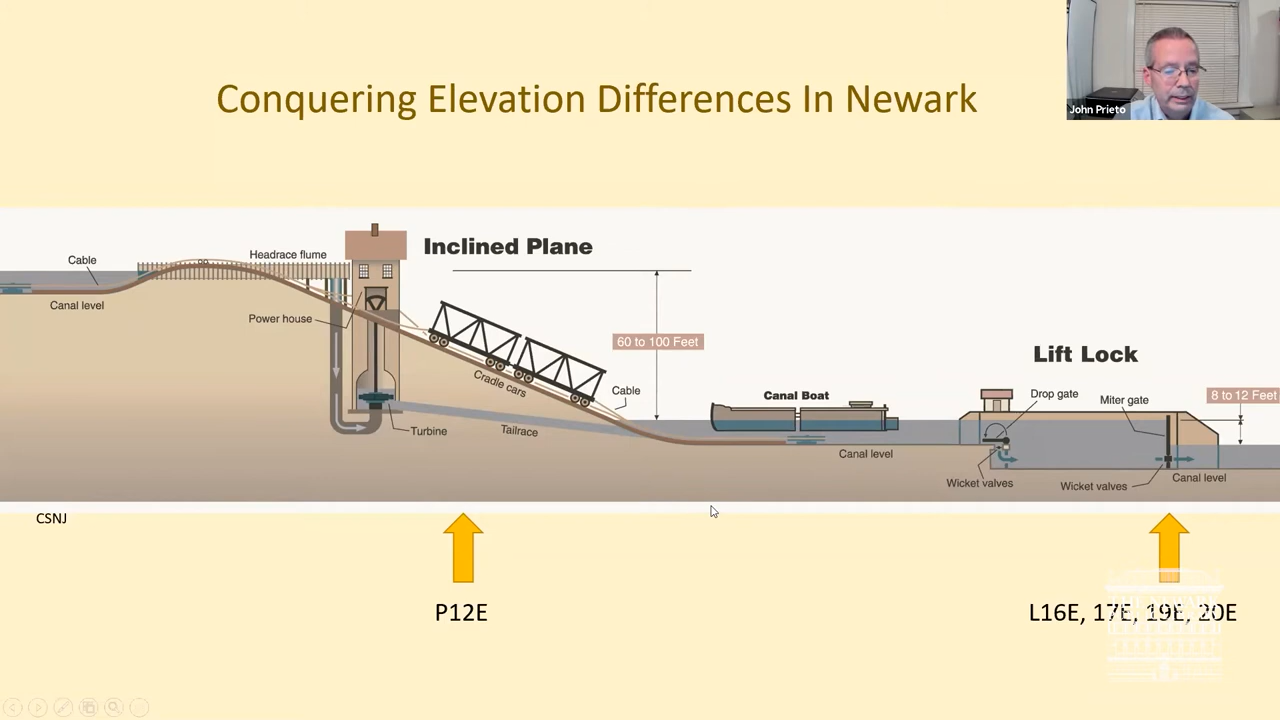 Conquering Elevation Differences In Newark
John Prieto
Inclined Plane
Headrace flume
Cable
Canal level
Power house
60 to 100 Feet
Lift Lock
Cradle cars
Cable
Canal Boat
Drop gate
Miter gate
8 to 12 Feet
Turbine
Tailrace
Canal level
Wicket valves
Wicket valves
Canal level
CSNJ
P12E
L16E, 17E, 19E, 20E
THE NEWARK